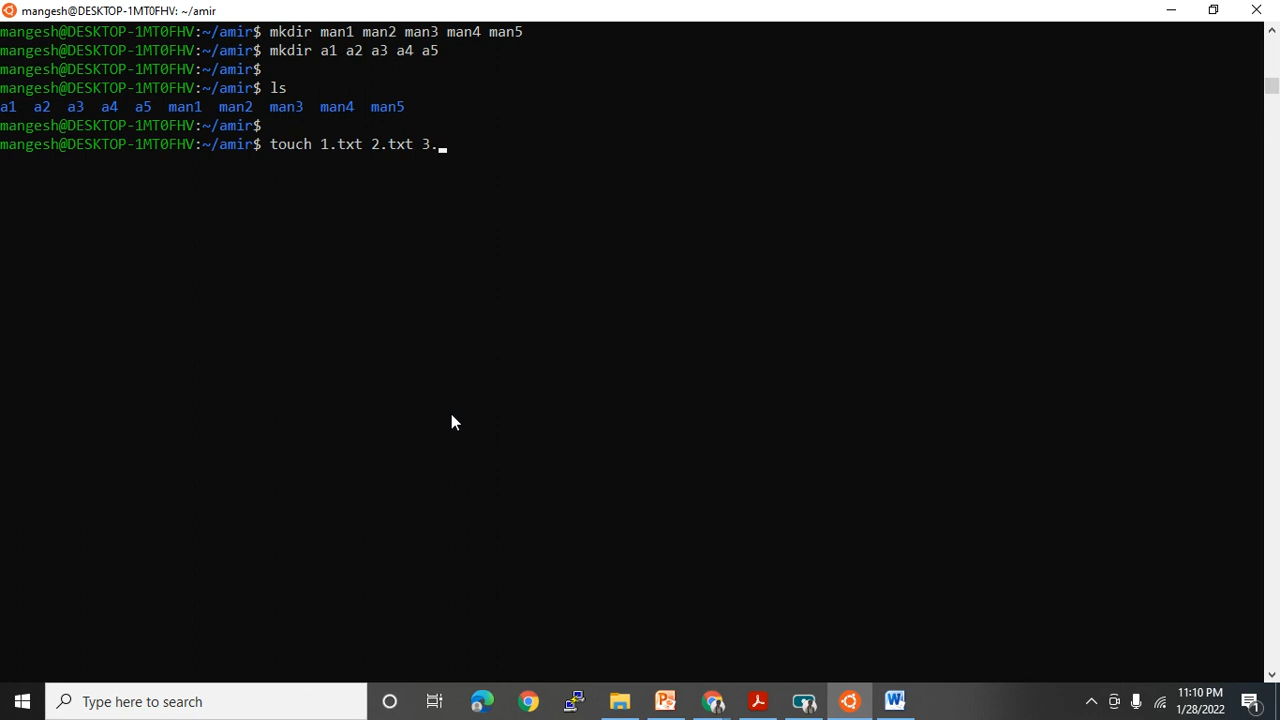 mangesh@DESKTOP-1MT0FHV: ~/amir
mangesh@DESKTOP-1MT0FHV:~/amir$ mkdir man1 man2 man3 man4 man5
mangesh@DESKTOP-1MT0FHV:~/amir$ mkdir a1 a2 a3 a4 a5
mangesh@DESKTOP-1MT0FHV:~/amir$
mangesh@DESKTOP-1MT0FHV:~/amir$ ls
a1 a2 a3 a4 a5 man1 man2 man3 man4 man5
mangesh@DESKTOP-1MT0FHV:~/amir$
mangesh@DESKTOP-1MT0FHV:~/amir$ touch 1.txt 2.txt 3._
Type here to search
11:10 PM
1/28/2022
1